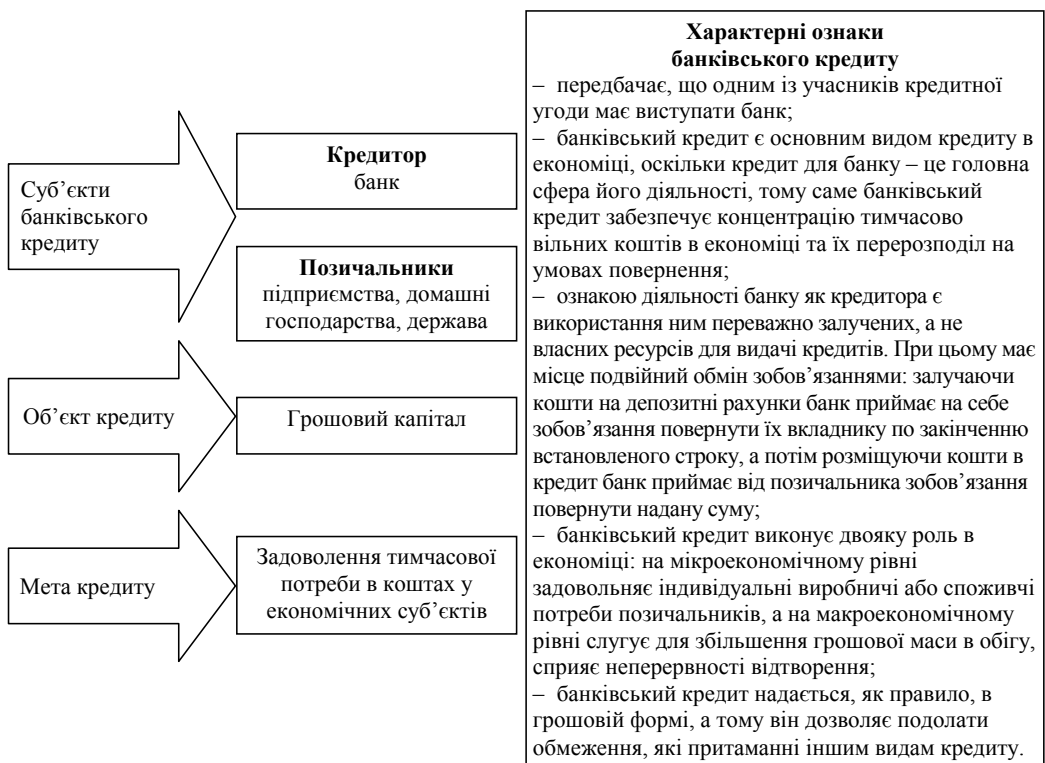 Суб’єкти
банківського
кредиту
Кредитор
банк
Позичальники
підприємства, домашні
господарства, держава
Об’єкт кредиту
Грошовий капітал
Мета кредиту
Задоволення тимчасової
потреби в коштах у
економічних суб’єктів
Характерні ознаки
банківського кредиту
– передбачає, що одним із учасників кредитної
угоди має виступати банк;
– банківський кредит є основним видом кредиту в
економіці, оскільки кредит для банку – це головна
сфера його діяльності, тому саме банківський
кредит забезпечує концентрацію тимчасово
вільних коштів в економіці та їх перерозподіл на
умовах повернення;
– ознакою діяльності банку як кредитора є
використання ним переважно залучених, а не
власних ресурсів для видачі кредитів. При цьому має
місце подвійний обмін зобов’язаннями: залучаючи
кошти на депозитні рахунки банк приймає на себе
зобов’язання повернути їх вкладнику по закінченню
встановленого строку, а потім розміщуючи кошти в
кредит банк приймає від позичальника зобов’язання
повернути надану суму;
– банківський кредит виконує двояку роль в
економіці: на мікроекономічному рівні
задовольняє індивідуальні виробничі або споживчі
потреби позичальників, а на макроекономічному
рівні слугує для збільшення грошової маси в обігу,
сприяє неперервності відтворення;
– банківський кредит надається, як правило, в
грошовій формі, а тому він дозволяє подолати
обмеження, які притаманні іншим видам кредиту.